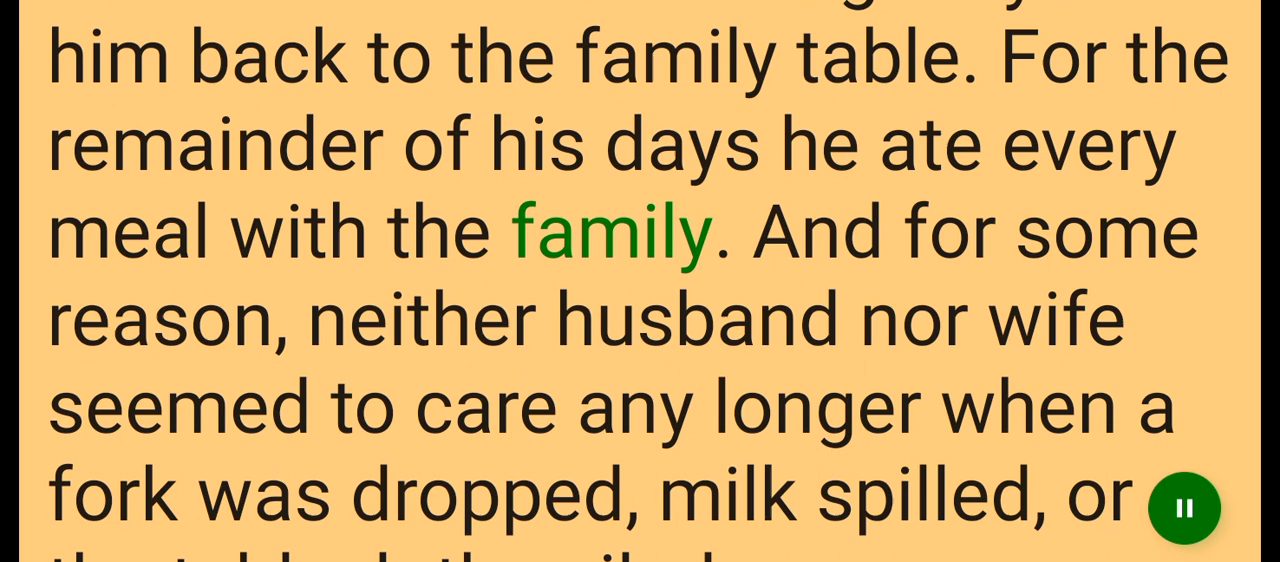 him back to the family table. For the
remainder of his days he ate every
meal with the family. And for some
reason, neither husband nor wife
seemed to care any longer when a
fork was dropped, milk spilled, or